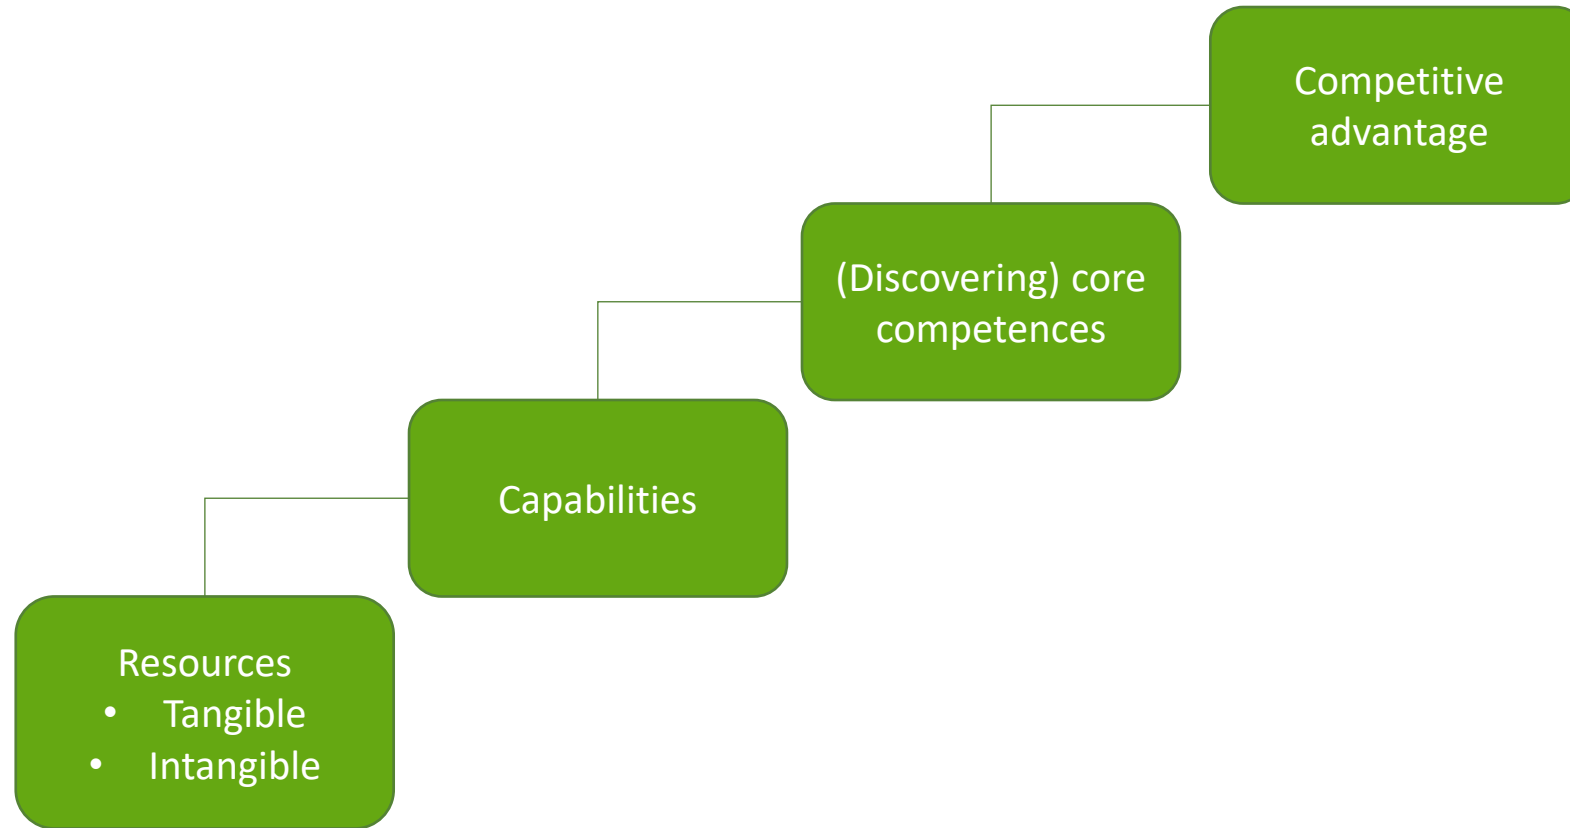 Competitive
advantage
(Discovering) core
competences
Capabilities
Resources
• Tangible
• Intangible